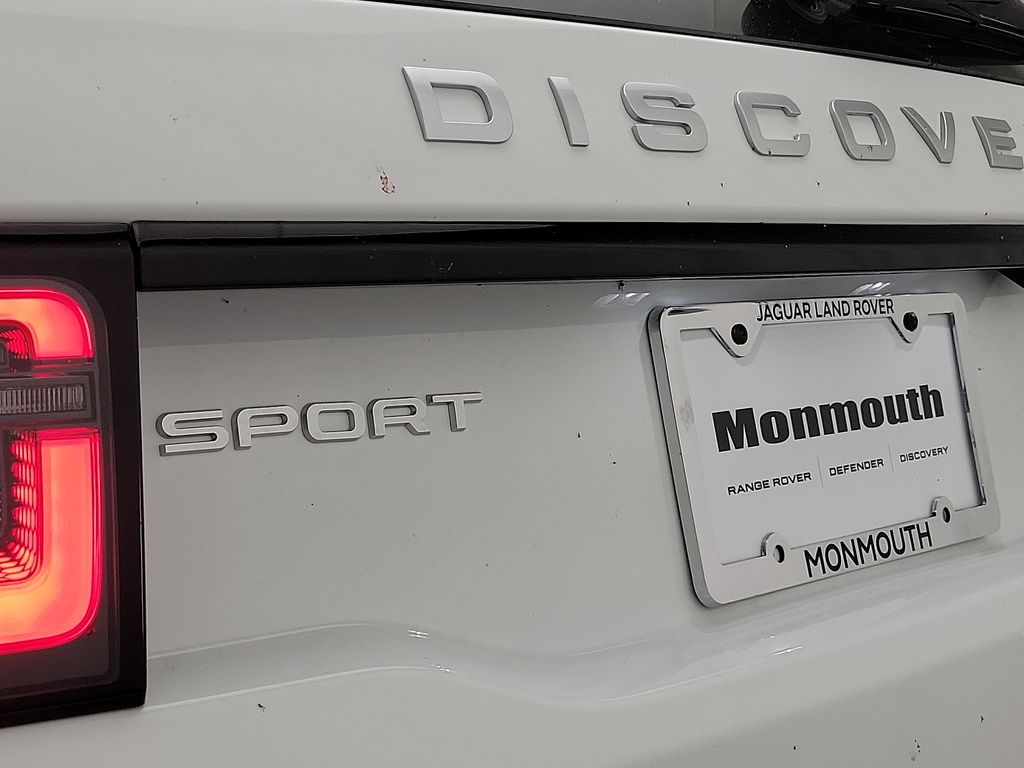 DISCOVE
SPORT
JAGUAR LAND ROVER
Monmouth
RANGE ROVER | DEFENDER | DISCOVERY
MONMOUTH